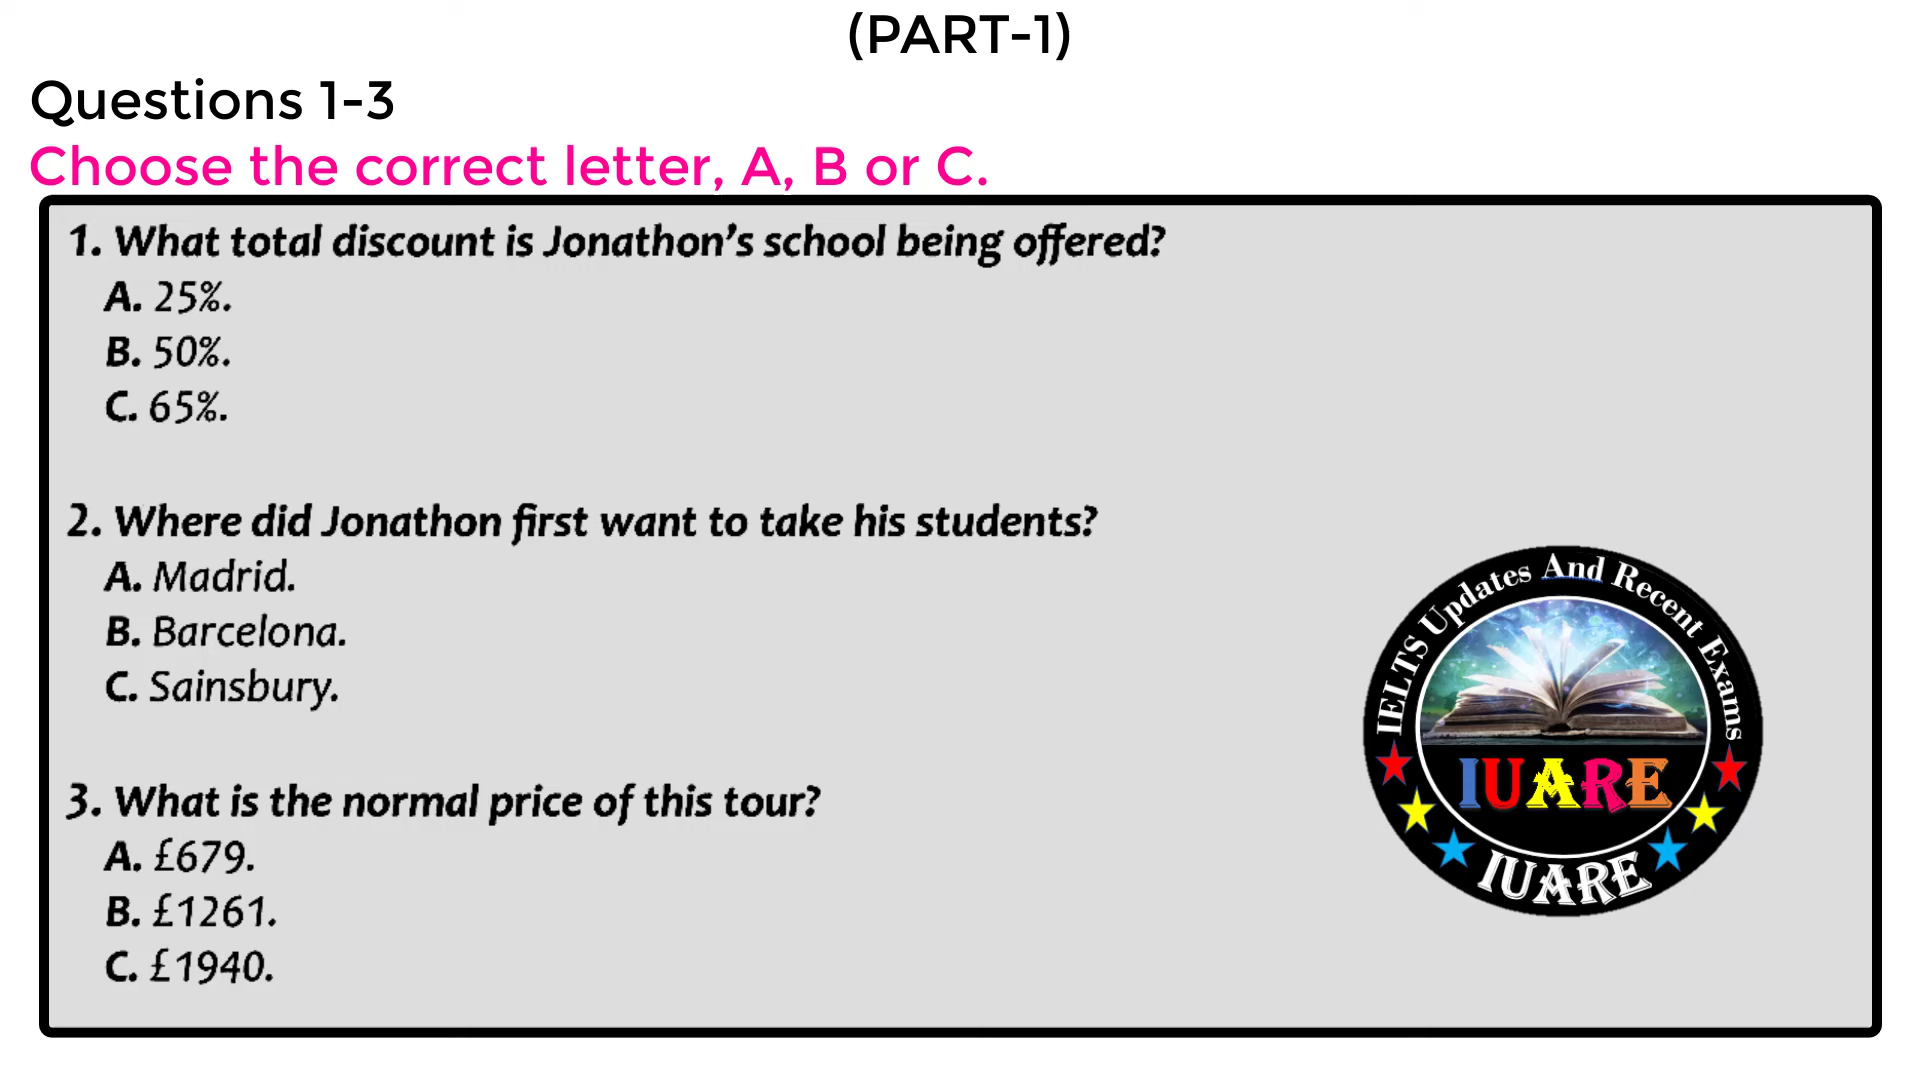 (PART-1)
Questions 1-3
Choose the correct letter, A, B or C.
1. What total discount is Jonathon's school being offered?
A. 25%.
B. 50%.
C. 65%.
2. Where did Jonathon first want to take his students?
A. Madrid.
B. Barcelona.
C. Sainsbury.
3. What is the normal price of this tour?
A. £679.
B. £1261.
C. £1940.
IELTS Updates And Recent Exams
IUARE
IUARE